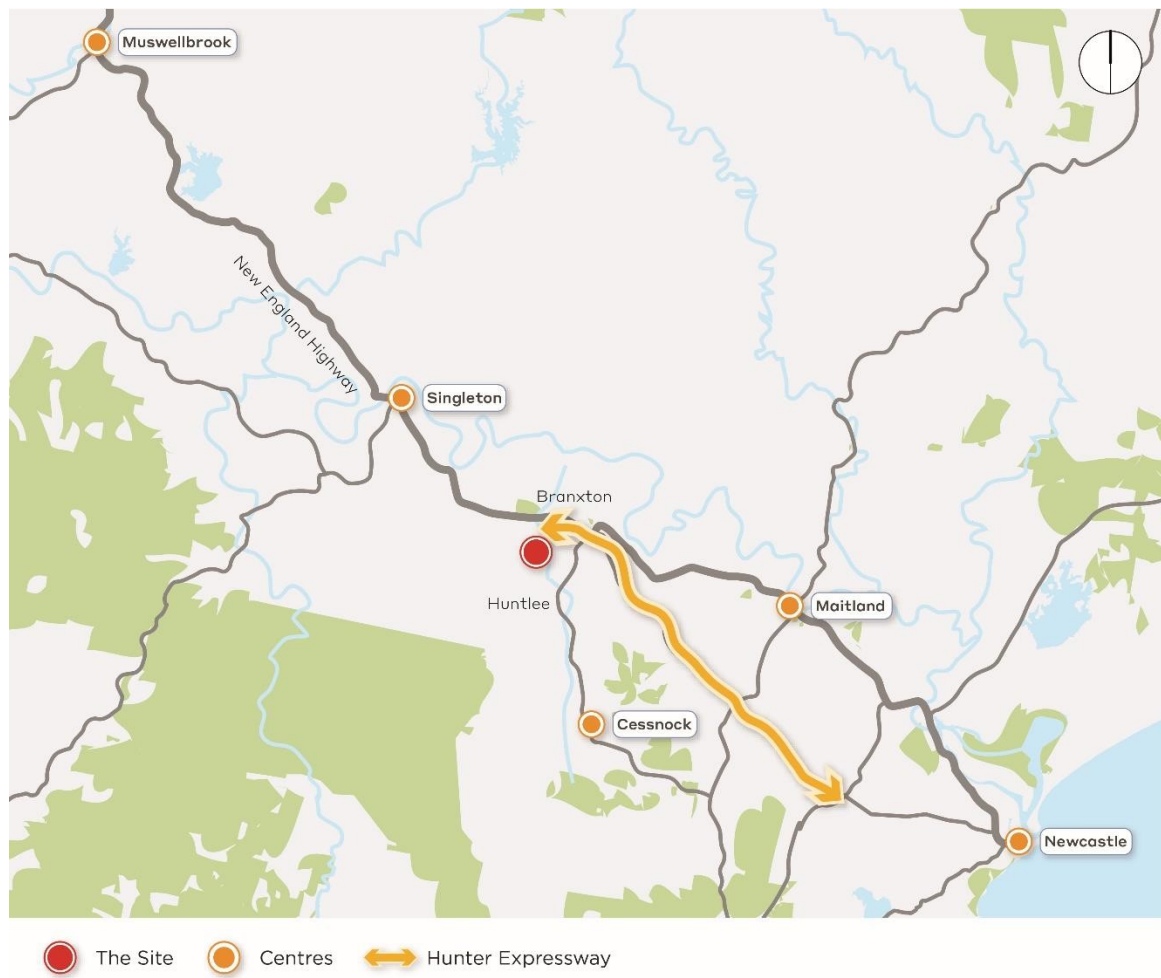 Muswellbrook
New England Highway
Singleton
Branxton
Huntlee
Maitland
Cessnock
Newcastle
The Site
Centres
Hunter Expressway